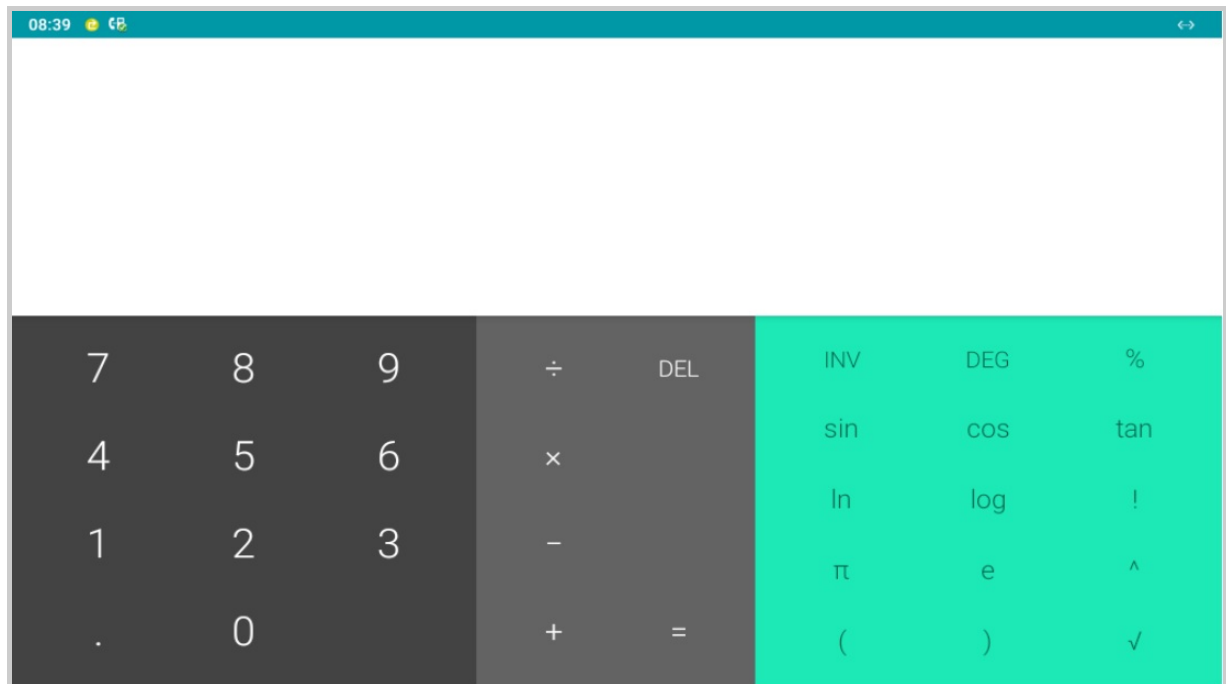 08:39
7 8 9 ÷ DEL INV DEG %
4 5 6 × sin cos tan
1 2 3 − ln log !
. 0 + = π e ^
( ) √